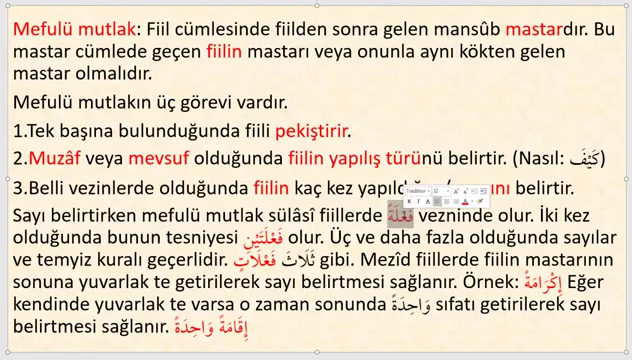 Mefulü mutlak: Fiil cümlesinde fiilden sonra gelen mansûb mastardır. Bu
mastar cümlede geçen fiilin mastarı veya onunla aynı kökten gelen
mastar olmalıdır.
Mefulü mutlakın üç görevi vardır.
1.Tek başına bulunduğunda fiili pekiştirir.
2.Muzâf veya mevsuf olduğunda fiilin yapılış türünü belirtir. (Nasıl: كَيْفَ)
3.Belli vezinlerde olduğunda fiilin kaç kez yapıldığı belirtir.
Sayı belirtirken mefulü mutlak sülâsî fiillerde فَعْلَةً vezninde olur. İki kez
olduğunda bunun tesniyesi فَعْلَتَيْنِ olur. Üç ve daha fazla olduğunda sayılar
ve temyiz kuralı geçerlidir. ثَلَاثَ فَعْلَاتٍ gibi. Mezîd fiillerde fiilin mastarının
sonuna yuvarlak te getirilerek sayı belirtmesi sağlanır. Örnek: إِكْرَامَةً Eğer
kendinde yuvarlak te varsa o zaman sonunda وَاحِدَةً sıfatı getirilerek sayı
belirtmesi sağlanır. إِقَامَةً وَاحِدَةً